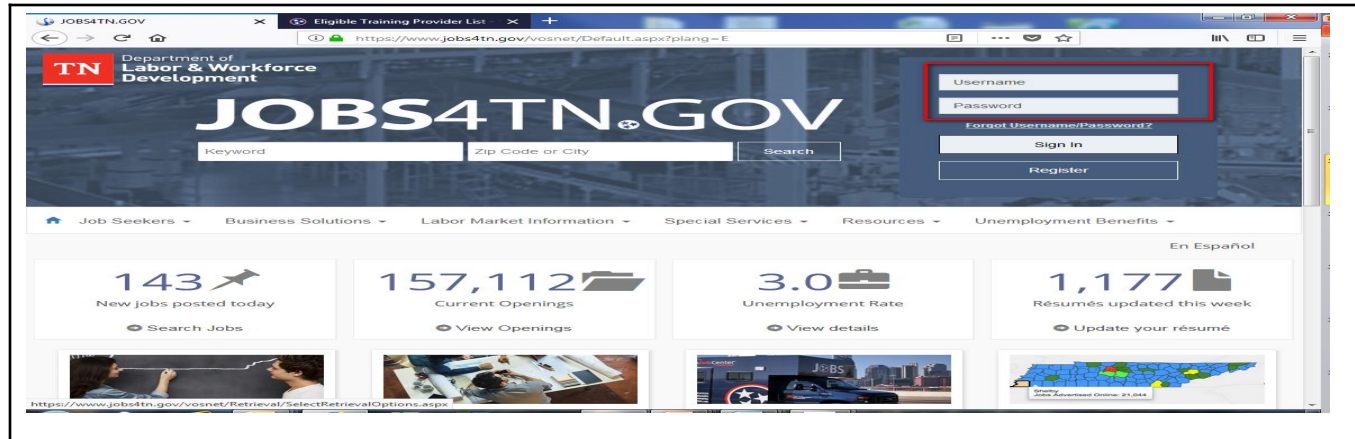 JOBS4TN.GOV
Eligible Training Provider List -
https://www.jobs4tn.gov/vosnet/Default.aspx?plang=E
TN
Department of
Labor & Workforce
Development
JOBS4TN.GOV
Keyword
Zip Code or City
Search
Username
Password
Forgot Username/Password?
Sign In
Register
Job Seekers
Business Solutions
Labor Market Information
Special Services
Resources
Unemployment Benefits
En Español
143
New jobs posted today
Search Jobs
157,112
Current Openings
View Openings
3.0
Unemployment Rate
View details
1,177
Résumés updated this week
Update your résumé
JOBS
Shelby
Jobs Advertised Online: 21,044
https://www.jobs4tn.gov/vosnet/Retrieval/SelectRetrievalOptions.aspx